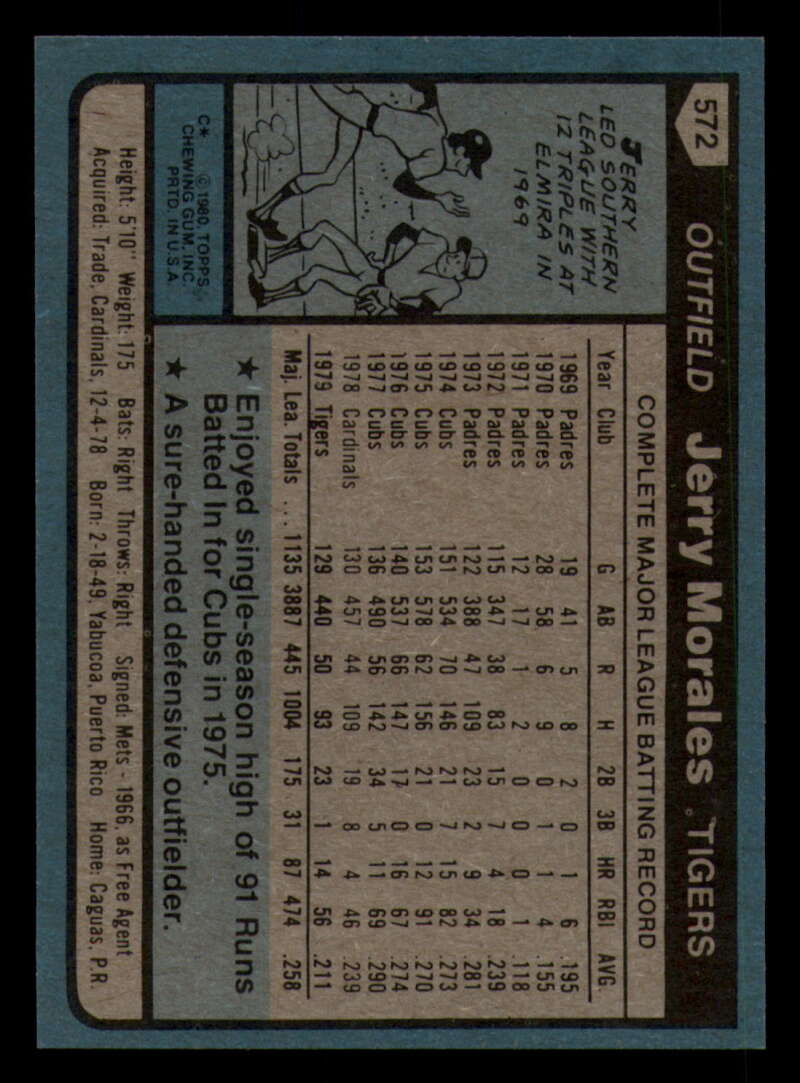 572
OUTFIELD Jerry Morales TIGERS
JERRY
LED SOUTHERN
LEAGUE WITH
12 TRIPLES AT
ELMIRA IN
1969
C* © 1980, TOPPS
CHEWING GUM, INC.
PRTD. IN U.S.A.
COMPLETE MAJOR LEAGUE BATTING RECORD
Year Club G AB R H 2B 3B HR RBI AVG.
1969 Padres 19 41 5 8 2 0 1 6 .195
1970 Padres 28 58 6 9 0 1 1 4 .155
1971 Padres 12 17 1 2 0 0 0 1 .118
1972 Padres 115 347 38 83 15 7 4 18 .239
1973 Padres 122 388 47 109 23 2 9 34 .281
1974 Cubs 151 534 70 146 21 7 15 82 .273
1975 Cubs 153 578 62 156 21 0 12 91 .270
1976 Cubs 140 537 66 147 17 0 16 67 .274
1977 Cubs 136 490 56 142 34 5 11 69 .290
1978 Cardinals 130 457 44 109 19 8 4 46 .239
1979 Tigers 129 440 50 93 23 1 14 56 .211
Maj. Lea. Totals ... 1135 3887 445 1004 175 31 87 474 .258
★ Enjoyed single-season high of 91 Runs
Batted In for Cubs in 1975.
★ A sure-handed defensive outfielder.
Height: 5'10" Weight: 175 Bats: Right Throws: Right Signed: Mets - 1966, as Free Agent
Acquired: Trade, Cardinals, 12-4-78 Born: 2-18-49, Yabucoa, Puerto Rico Home: Caguas, P.R.